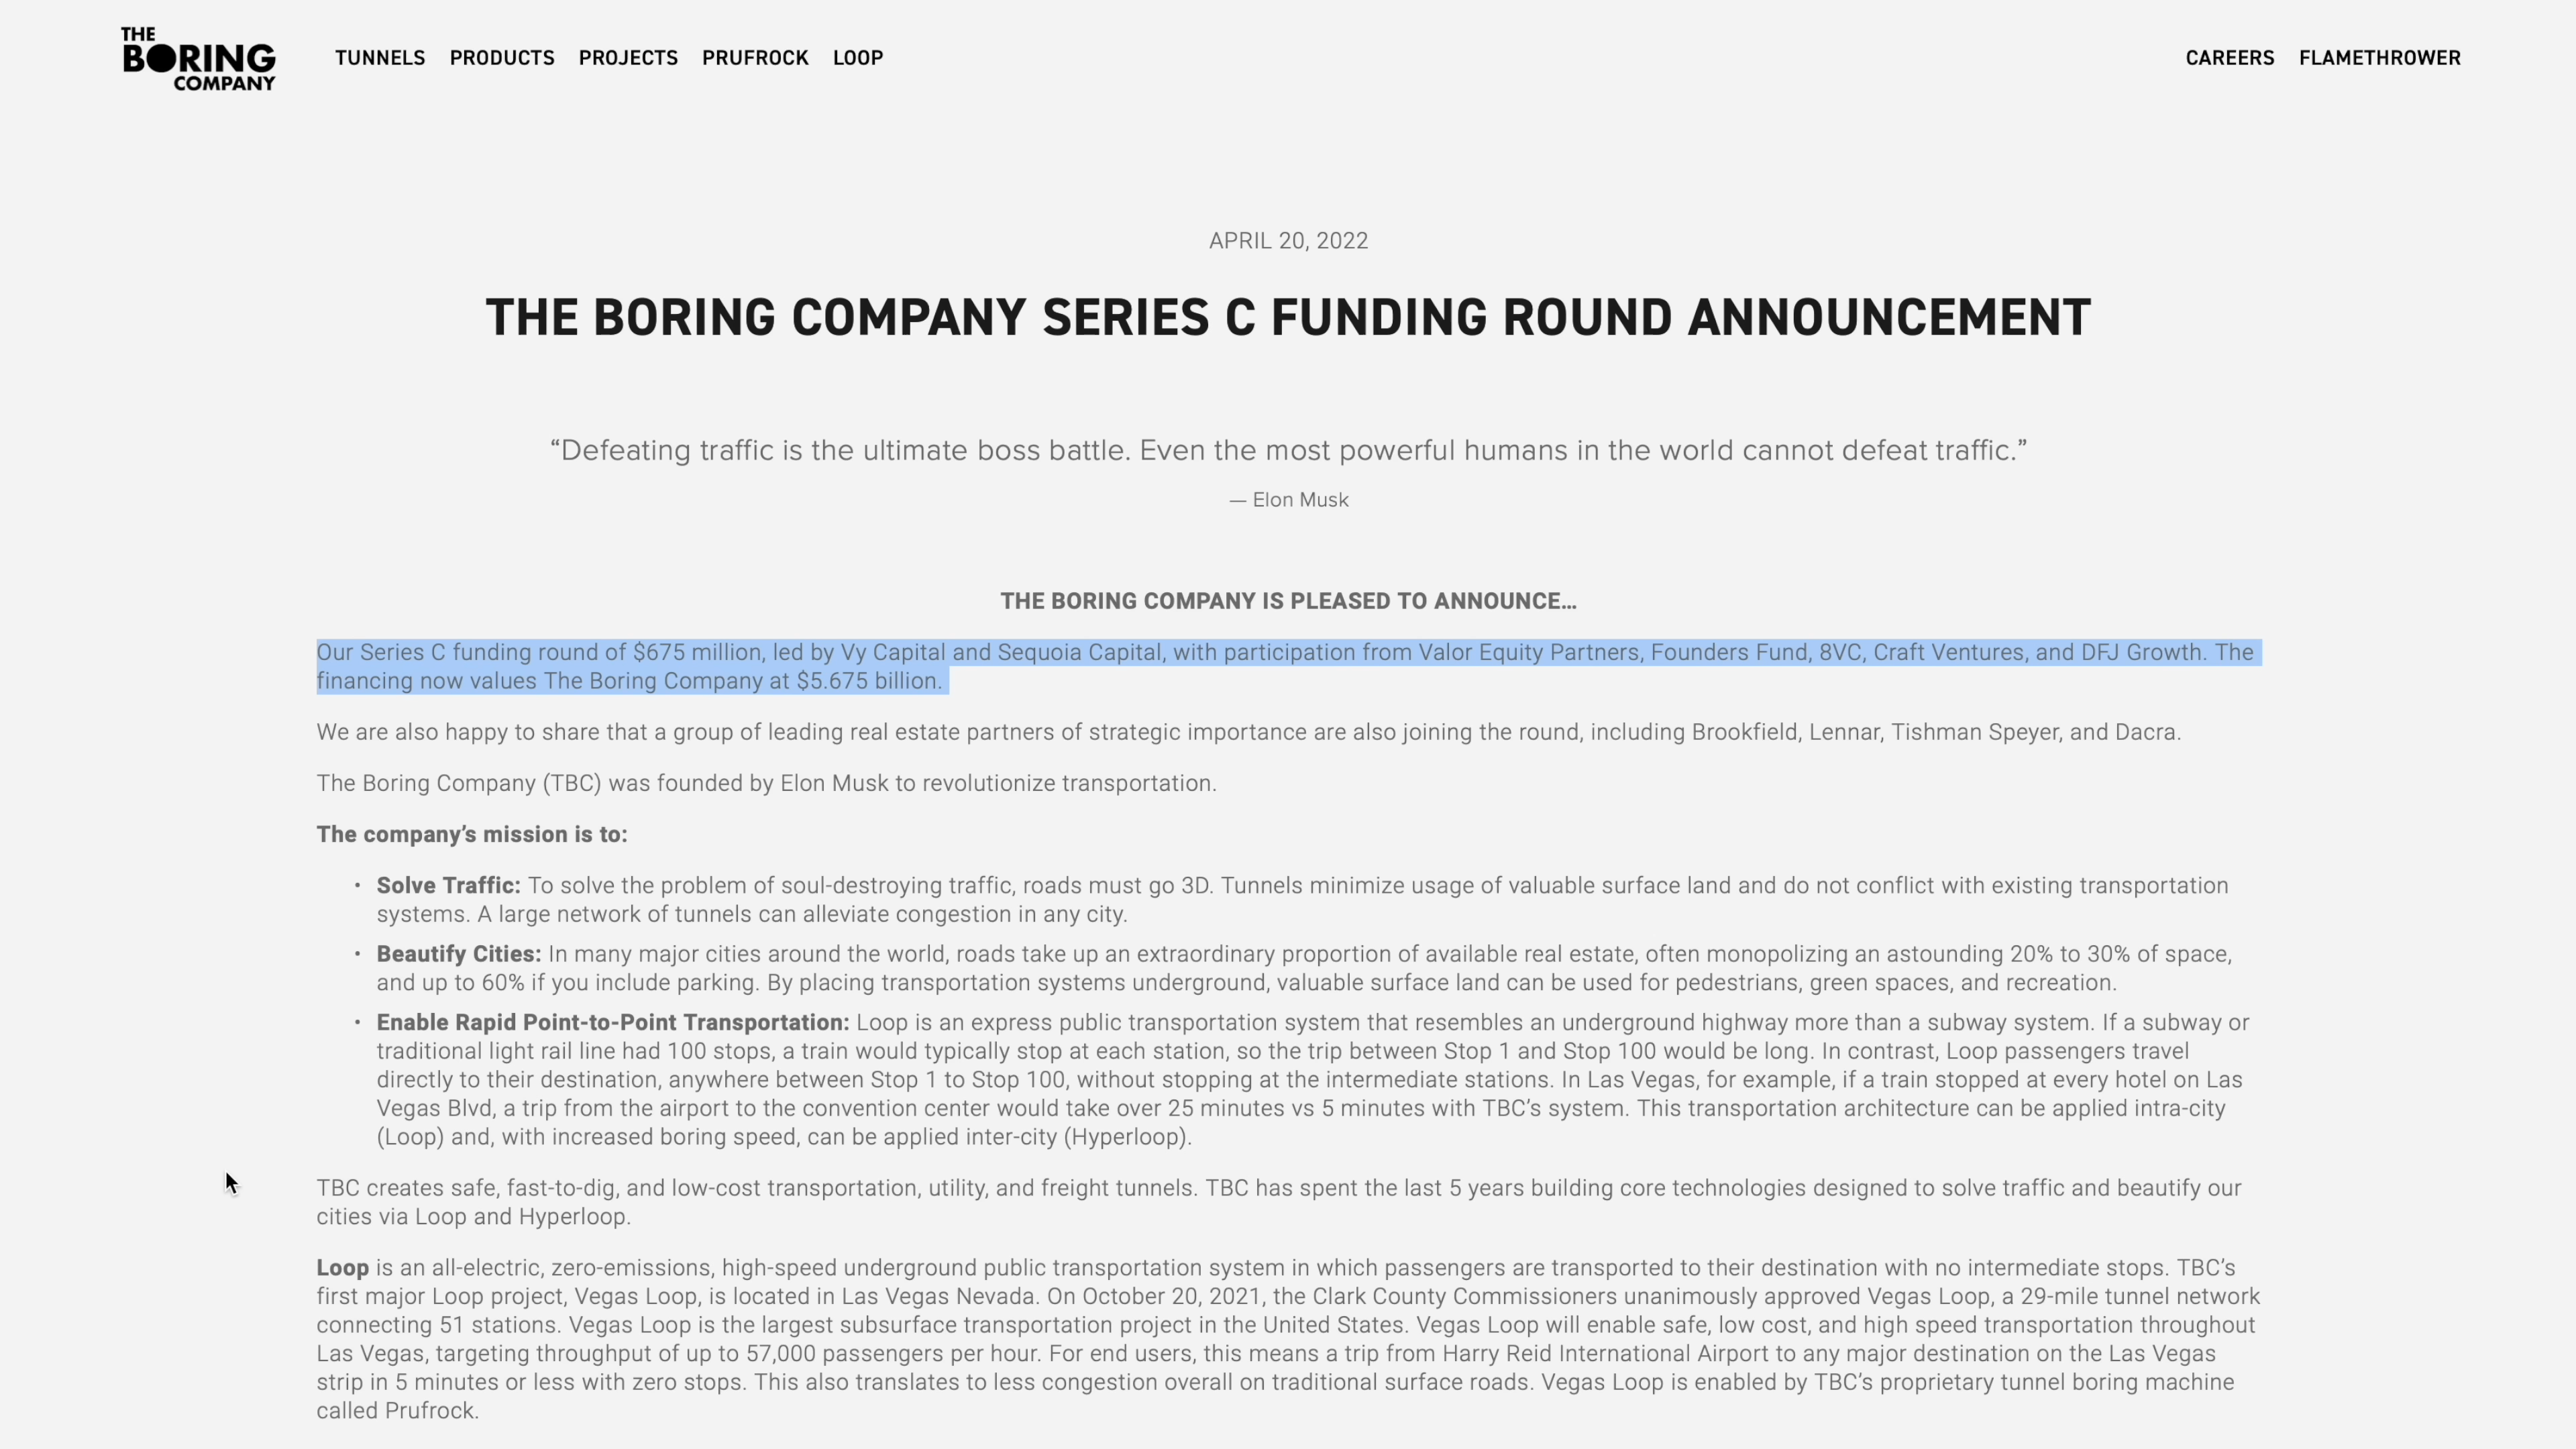 THE
BORING
COMPANY
TUNNELS PRODUCTS PROJECTS PRUFROCK LOOP
CAREERS FLAMETHROWER
APRIL 20, 2022
THE BORING COMPANY SERIES C FUNDING ROUND ANNOUNCEMENT
“Defeating traffic is the ultimate boss battle. Even the most powerful humans in the world cannot defeat traffic.”
— Elon Musk
THE BORING COMPANY IS PLEASED TO ANNOUNCE…
Our Series C funding round of $675 million, led by Vy Capital and Sequoia Capital, with participation from Valor Equity Partners, Founders Fund, 8VC, Craft Ventures, and DFJ Growth. The
financing now values The Boring Company at $5.675 billion.
We are also happy to share that a group of leading real estate partners of strategic importance are also joining the round, including Brookfield, Lennar, Tishman Speyer, and Dacra.
The Boring Company (TBC) was founded by Elon Musk to revolutionize transportation.
The company’s mission is to:
• Solve Traffic: To solve the problem of soul-destroying traffic, roads must go 3D. Tunnels minimize usage of valuable surface land and do not conflict with existing transportation
systems. A large network of tunnels can alleviate congestion in any city.
• Beautify Cities: In many major cities around the world, roads take up an extraordinary proportion of available real estate, often monopolizing an astounding 20% to 30% of space,
and up to 60% if you include parking. By placing transportation systems underground, valuable surface land can be used for pedestrians, green spaces, and recreation.
• Enable Rapid Point-to-Point Transportation: Loop is an express public transportation system that resembles an underground highway more than a subway system. If a subway or
traditional light rail line had 100 stops, a train would typically stop at each station, so the trip between Stop 1 and Stop 100 would be long. In contrast, Loop passengers travel
directly to their destination, anywhere between Stop 1 to Stop 100, without stopping at the intermediate stations. In Las Vegas, for example, if a train stopped at every hotel on Las
Vegas Blvd, a trip from the airport to the convention center would take over 25 minutes vs 5 minutes with TBC’s system. This transportation architecture can be applied intra-city
(Loop) and, with increased boring speed, can be applied inter-city (Hyperloop).
TBC creates safe, fast-to-dig, and low-cost transportation, utility, and freight tunnels. TBC has spent the last 5 years building core technologies designed to solve traffic and beautify our
cities via Loop and Hyperloop.
Loop is an all-electric, zero-emissions, high-speed underground public transportation system in which passengers are transported to their destination with no intermediate stops. TBC’s
first major Loop project, Vegas Loop, is located in Las Vegas Nevada. On October 20, 2021, the Clark County Commissioners unanimously approved Vegas Loop, a 29-mile tunnel network
connecting 51 stations. Vegas Loop is the largest subsurface transportation project in the United States. Vegas Loop will enable safe, low cost, and high speed transportation throughout
Las Vegas, targeting throughput of up to 57,000 passengers per hour. For end users, this means a trip from Harry Reid International Airport to any major destination on the Las Vegas
strip in 5 minutes or less with zero stops. This also translates to less congestion overall on traditional surface roads. Vegas Loop is enabled by TBC’s proprietary tunnel boring machine
called Prufrock.